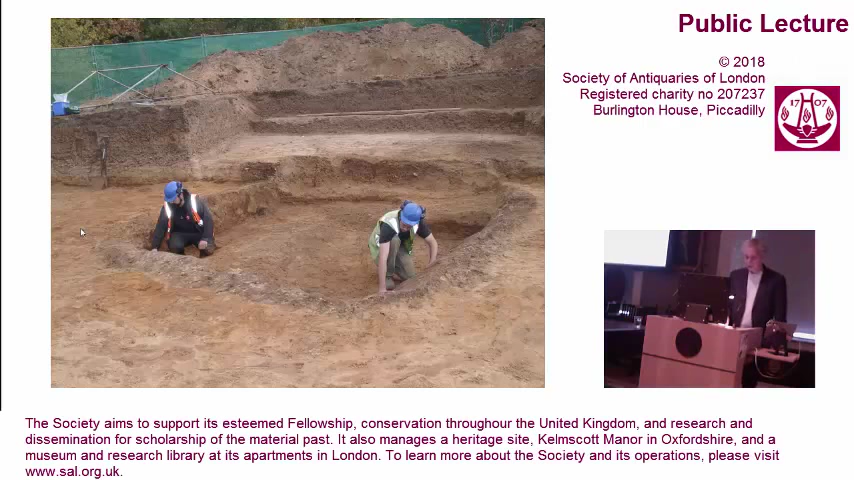 Public Lecture
© 2018
Society of Antiquaries of London
Registered charity no 207237
Burlington House, Piccadilly
17 07
The Society aims to support its esteemed Fellowship, conservation throughour the United Kingdom, and research and
dissemination for scholarship of the material past. It also manages a heritage site, Kelmscott Manor in Oxfordshire, and a
museum and research library at its apartments in London. To learn more about the Society and its operations, please visit
www.sal.org.uk.